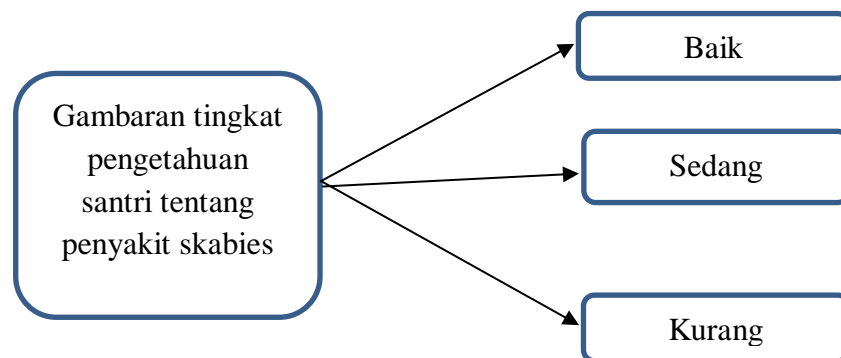 Gambaran tingkat
pengetahuan
santri tentang
penyakit skabies
Baik
Sedang
Kurang